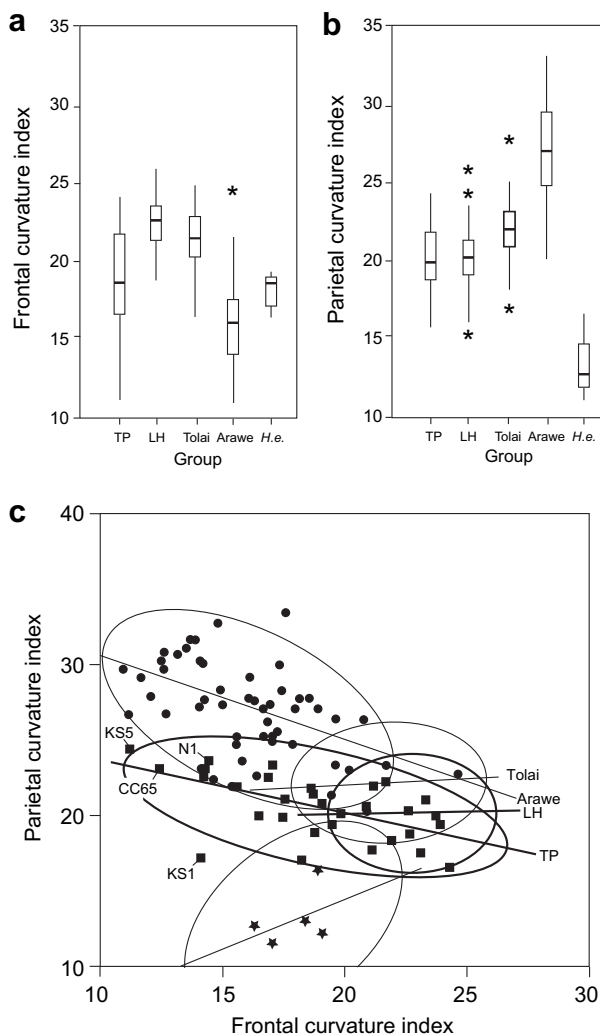 a
35
30
25
20
15
10
Frontal curvature index
*
TP LH Tolai Arawe H.e.
Group
b
35
30
25
20
15
10
Parietal curvature index
*
*
*
*
*
TP LH Tolai Arawe H.e.
Group
c
40
30
20
10
Parietal curvature index
KS5
N1
CC65
KS1
Tolai
Arawe
LH
TP
10 15 20 25 30
Frontal curvature index